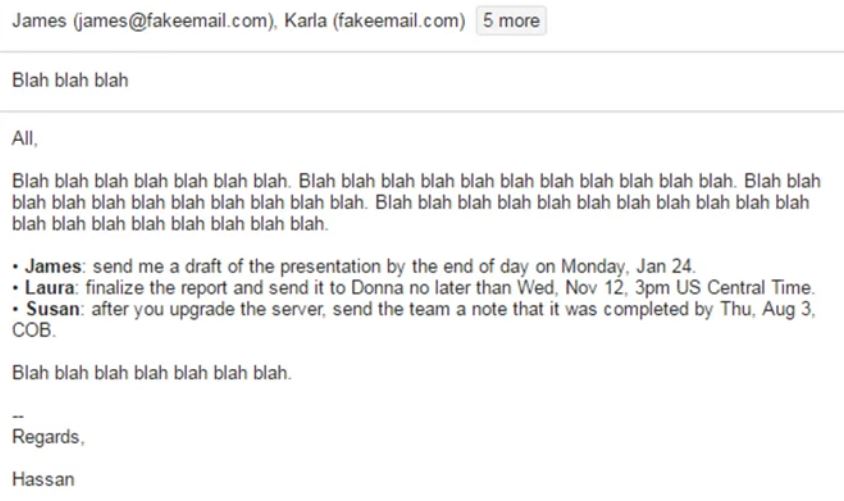 James (james@fakeemail.com), Karla (fakeemail.com) 5 more
Blah blah blah
All,
Blah blah blah blah blah blah blah. Blah blah blah blah blah blah blah blah blah blah blah. Blah blah
blah blah blah blah blah blah blah blah blah. Blah blah blah blah blah blah blah blah blah blah blah
blah blah blah blah blah blah blah blah.
• James: send me a draft of the presentation by the end of day on Monday, Jan 24.
• Laura: finalize the report and send it to Donna no later than Wed, Nov 12, 3pm US Central Time.
• Susan: after you upgrade the server, send the team a note that it was completed by Thu, Aug 3,
COB.
Blah blah blah blah blah blah blah.
--
Regards,
Hassan